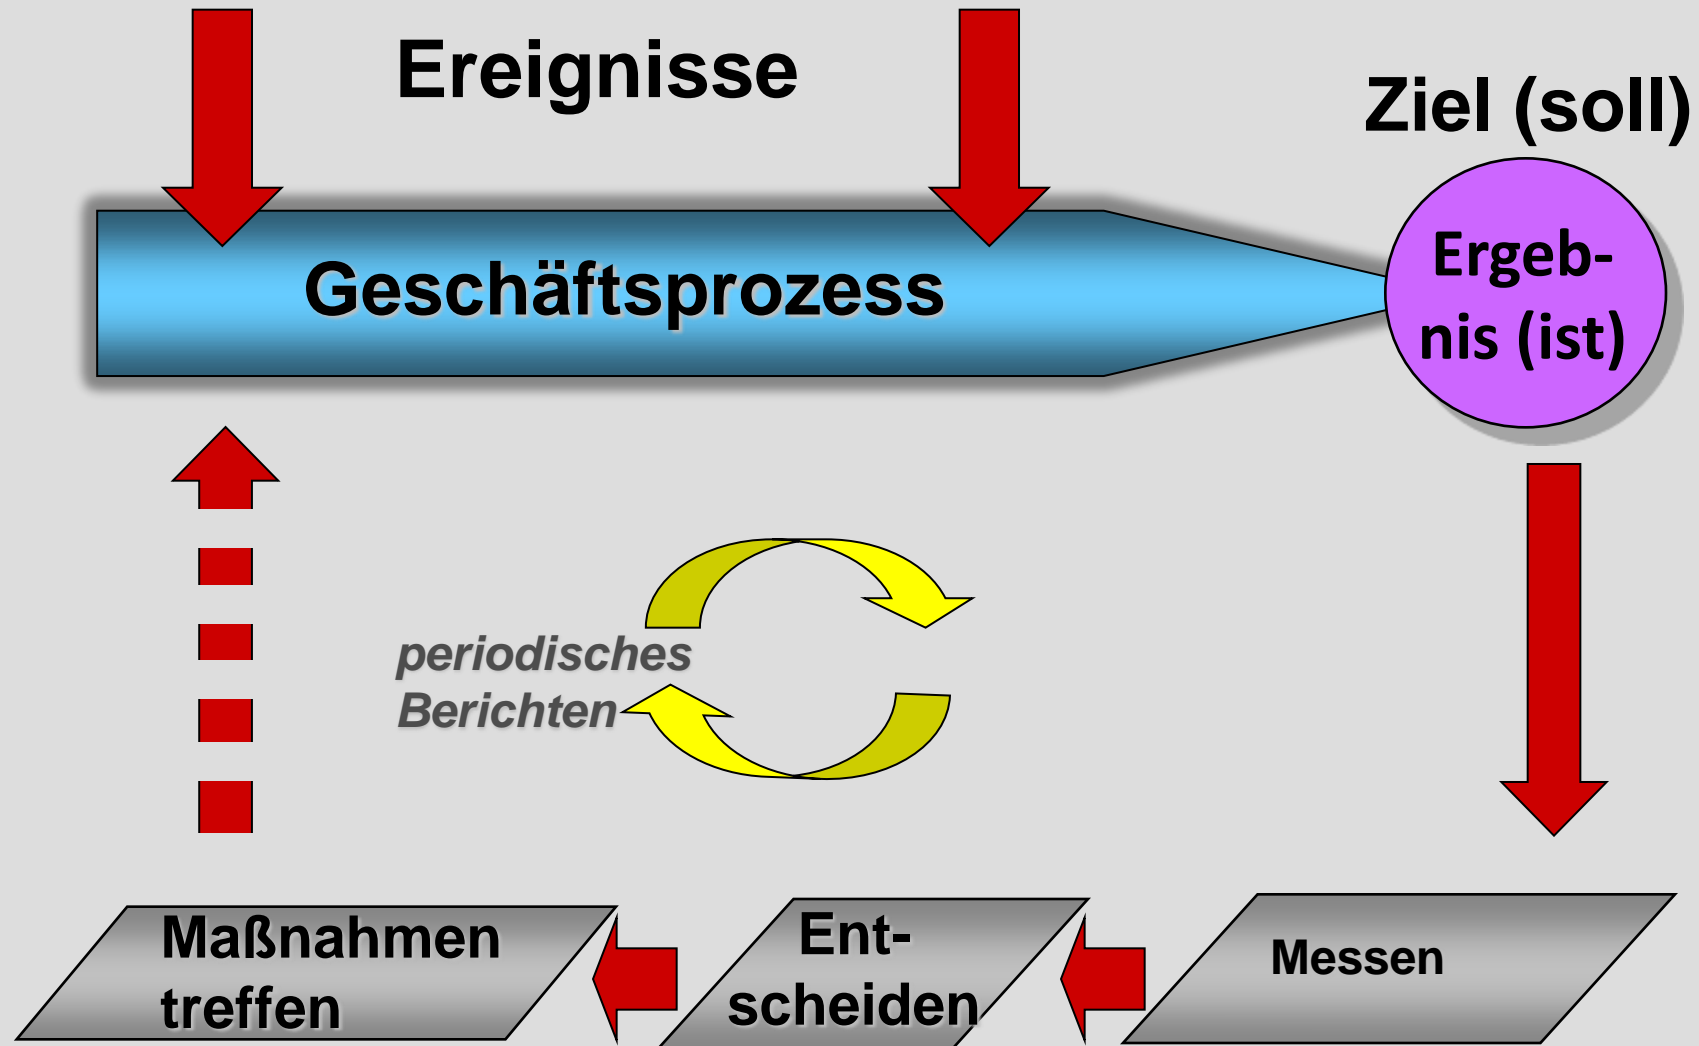 Ereignisse
Ziel (soll)
Geschäftsprozess
Ergeb-
nis (ist)
periodisches
Berichten
Maßnahmen
treffen
Ent-
scheiden
Messen